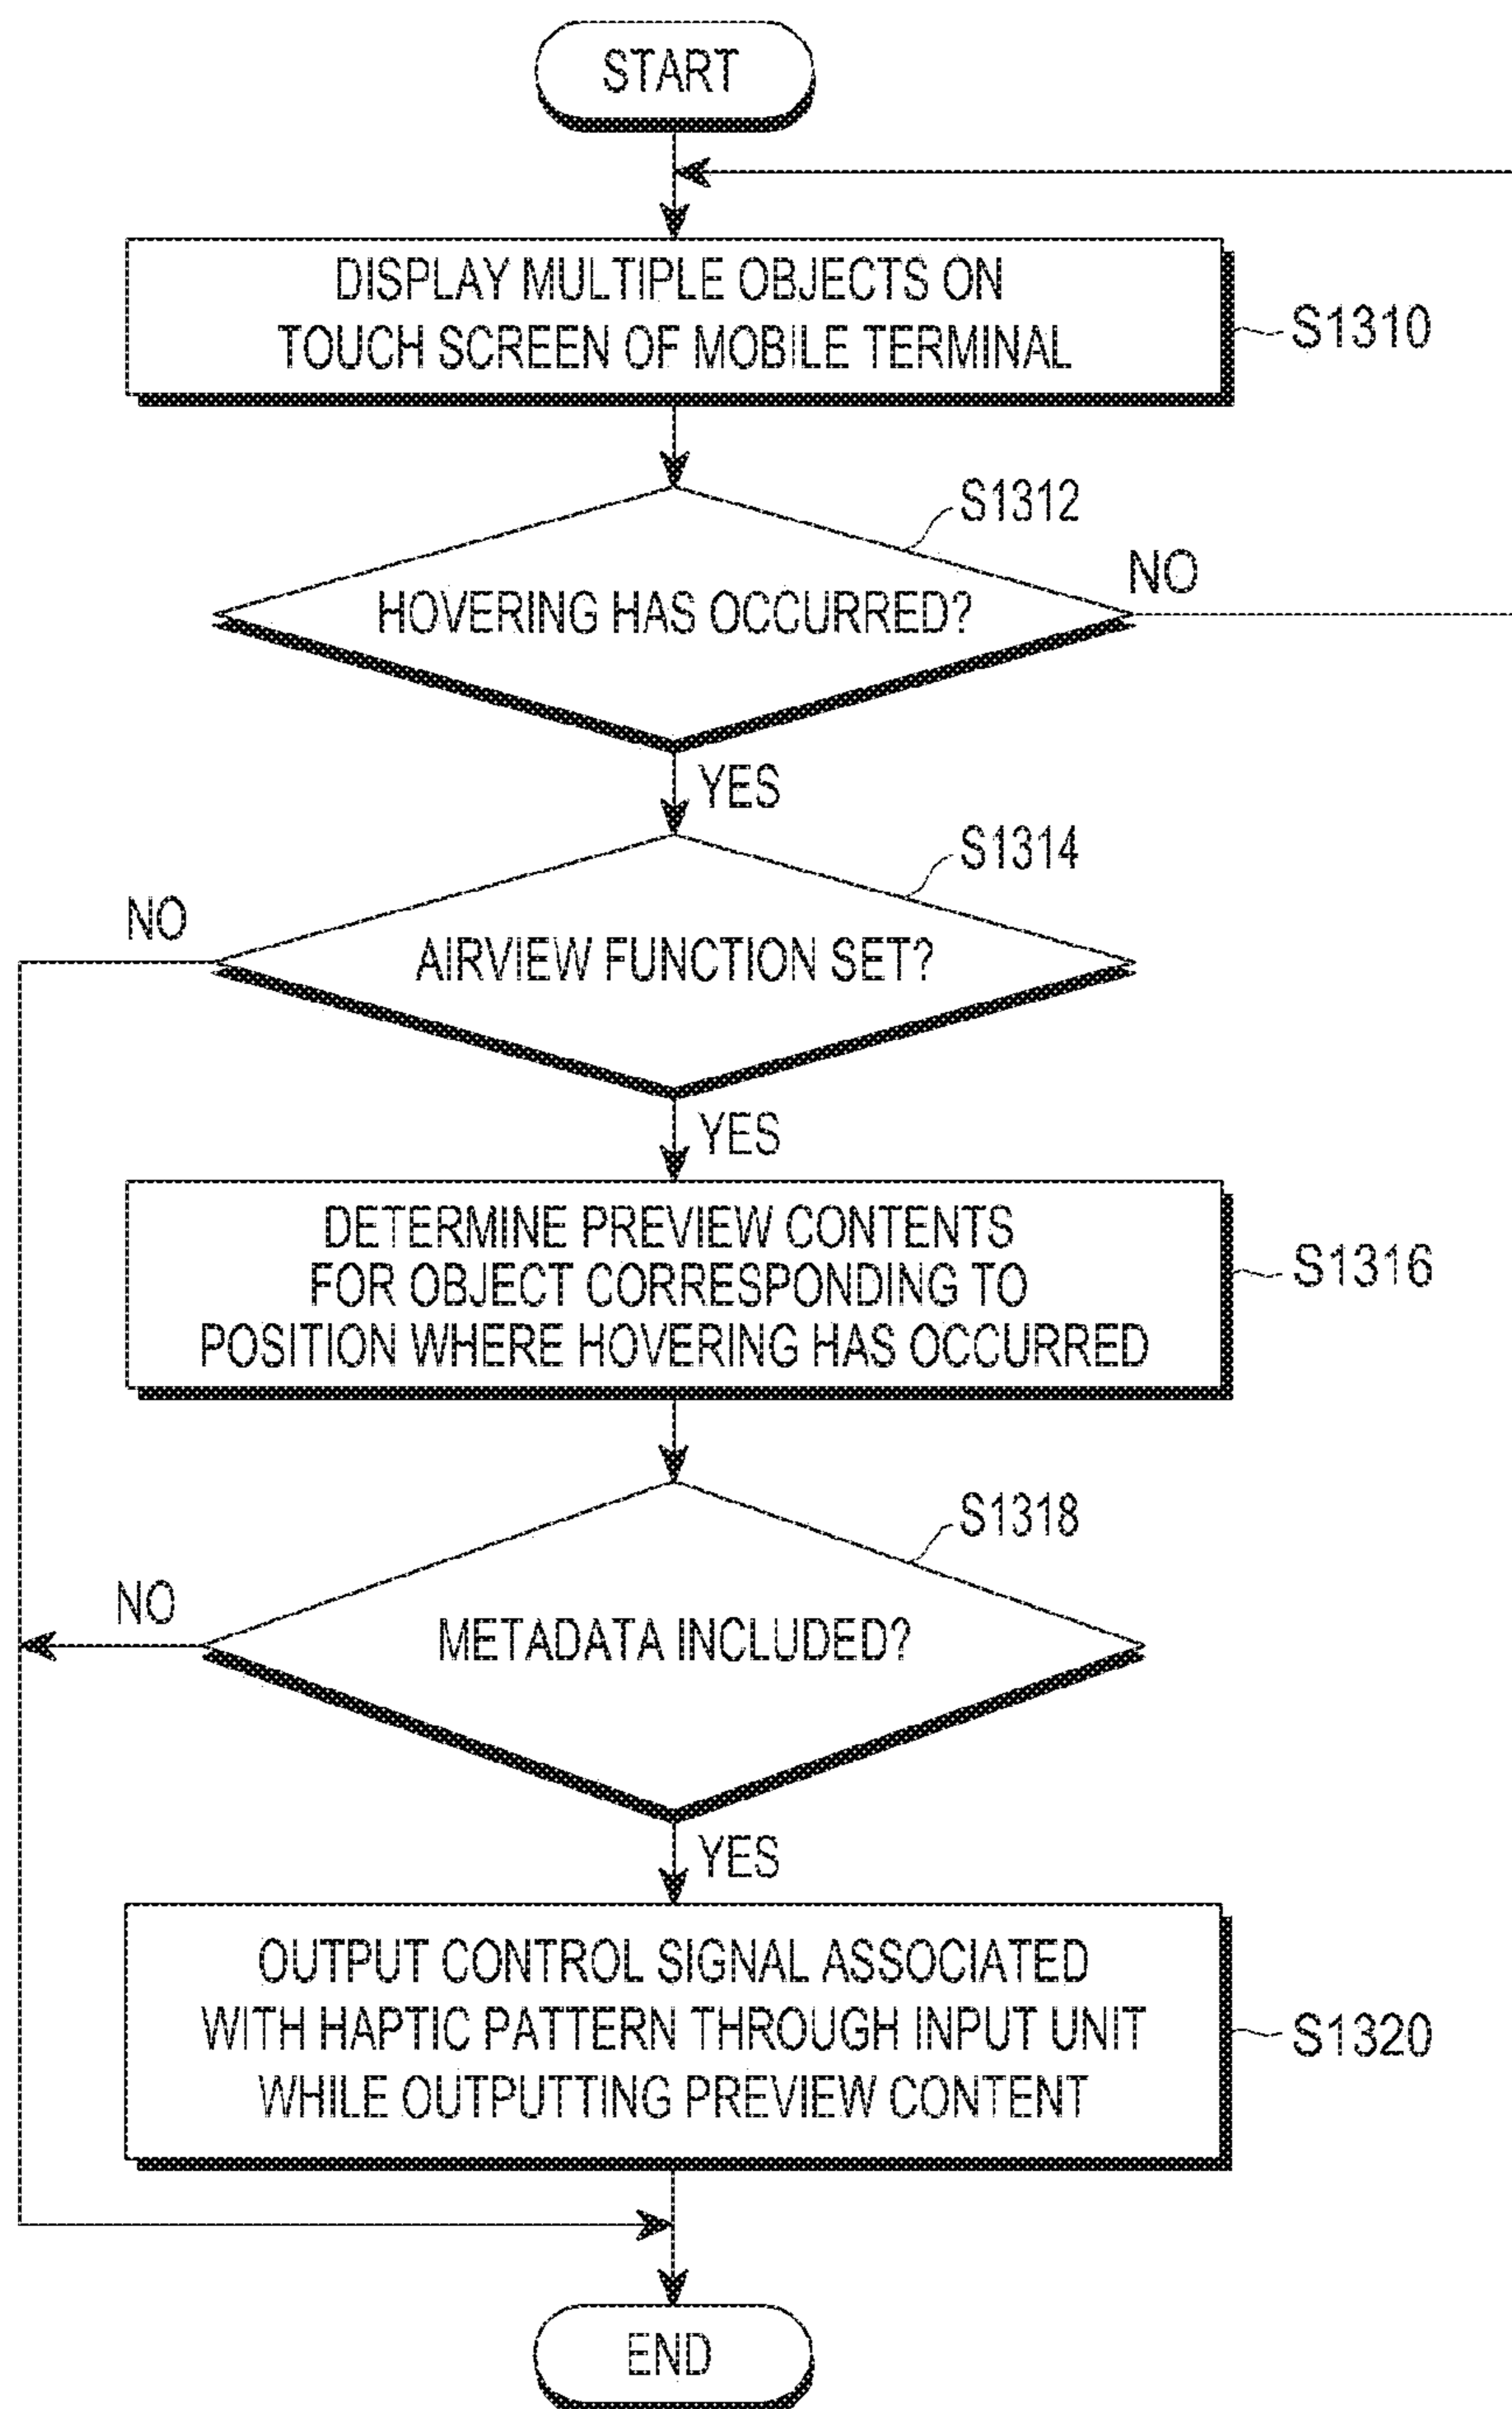 START
DISPLAY MULTIPLE OBJECTS ON
TOUCH SCREEN OF MOBILE TERMINAL
S1310
S1312
HOVERING HAS OCCURRED?
NO
YES
S1314
NO
AIRVIEW FUNCTION SET?
YES
DETERMINE PREVIEW CONTENTS
FOR OBJECT CORRESPONDING TO
POSITION WHERE HOVERING HAS OCCURRED
S1316
S1318
NO
METADATA INCLUDED?
YES
OUTPUT CONTROL SIGNAL ASSOCIATED
WITH HAPTIC PATTERN THROUGH INPUT UNIT
WHILE OUTPUTTING PREVIEW CONTENT
S1320
END